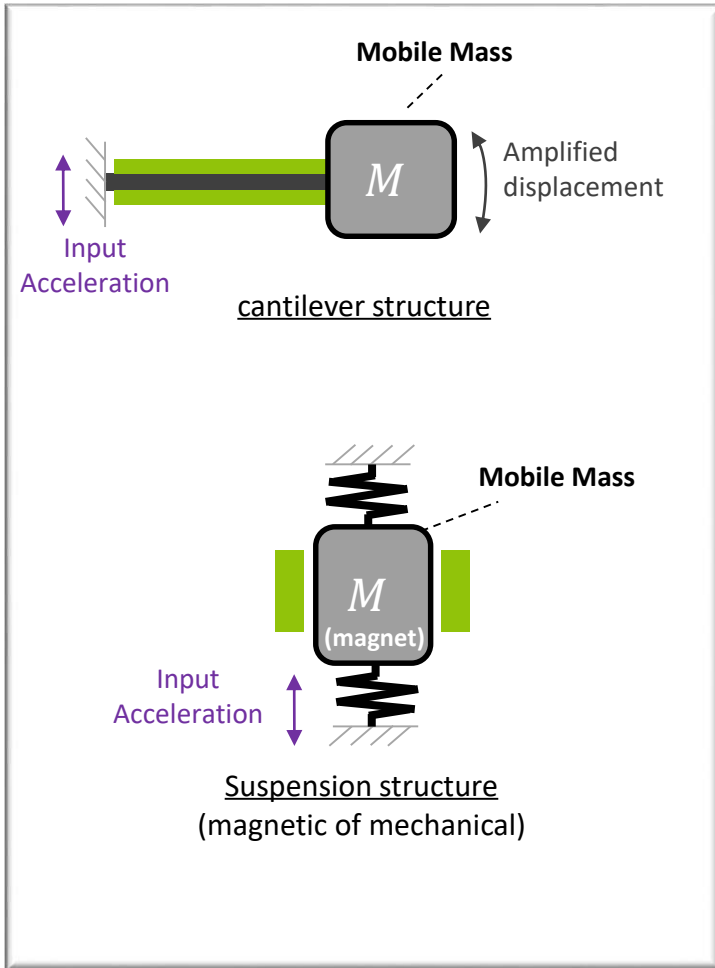 Mobile Mass
M
Amplified
displacement
Input
Acceleration
cantilever structure
Mobile Mass
M
(magnet)
Input
Acceleration
Suspension structure
(magnetic of mechanical)